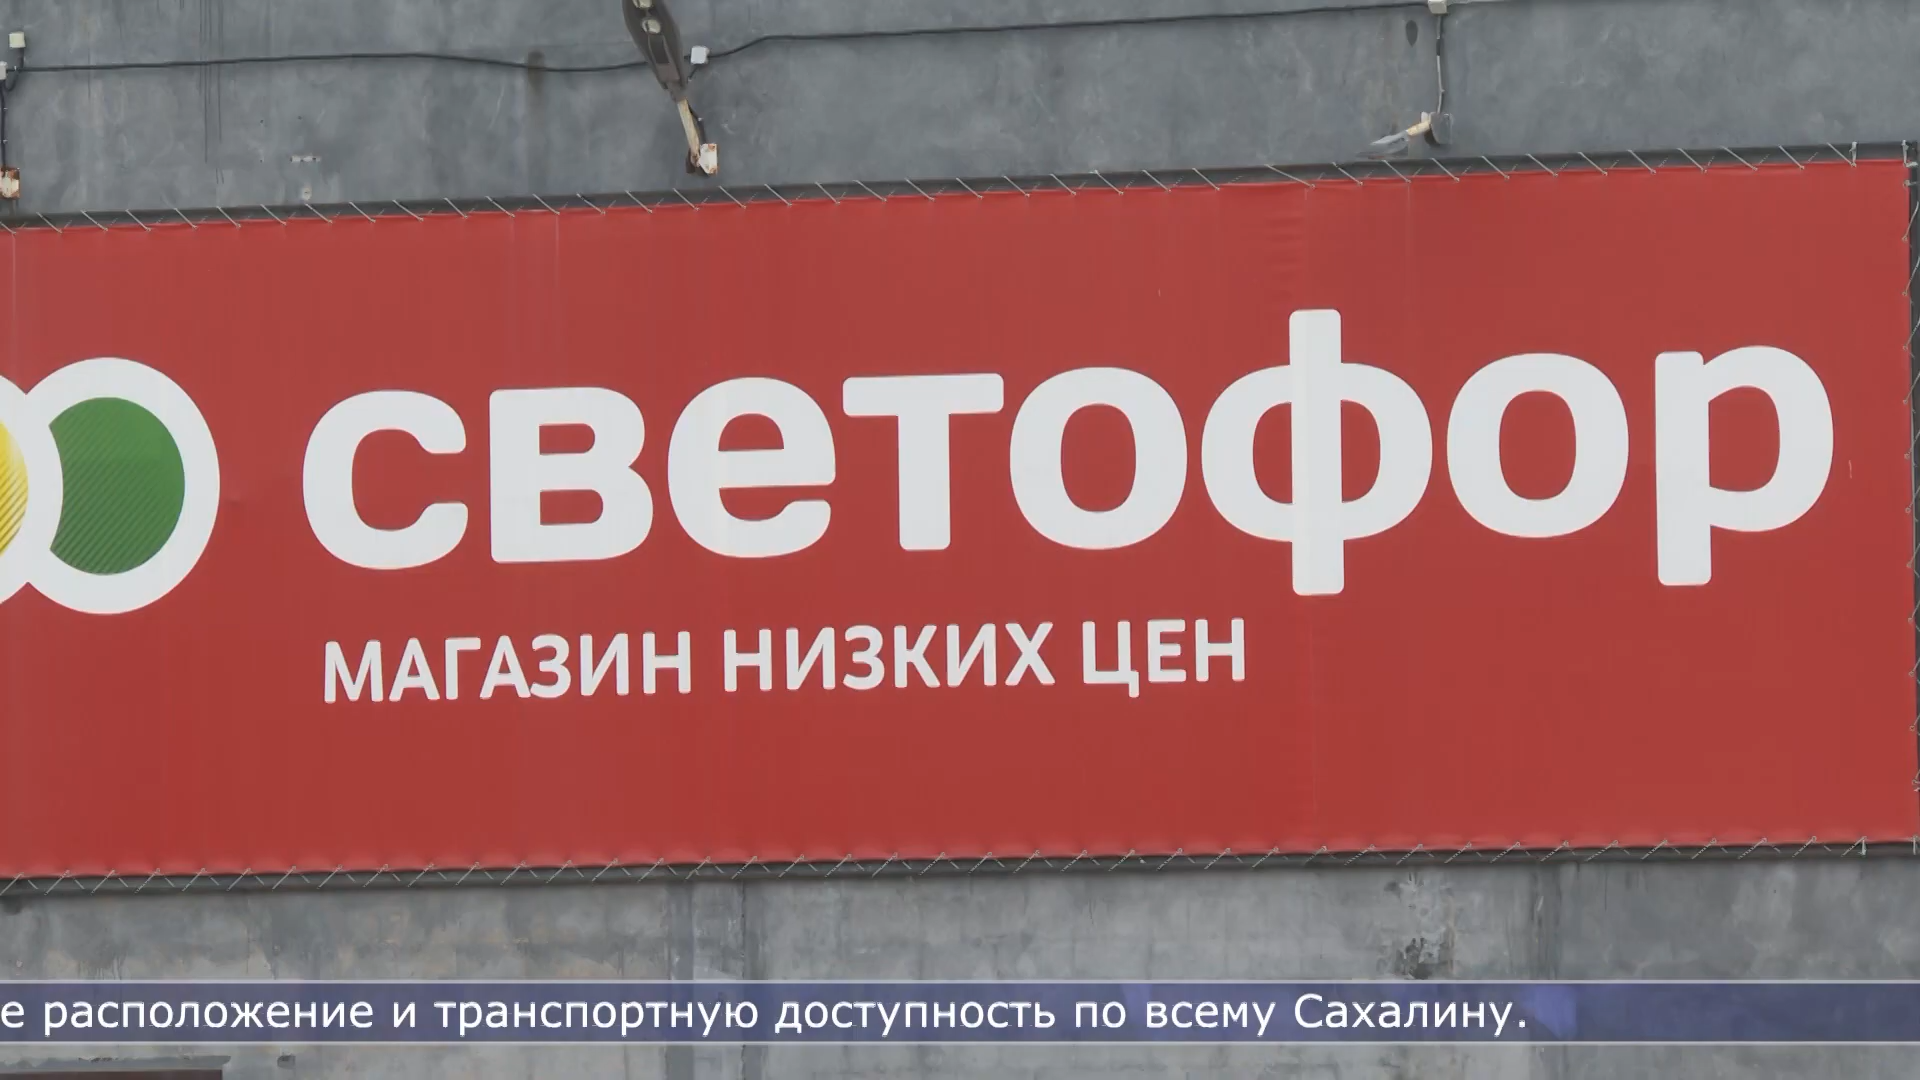 светофор
МАГАЗИН НИЗКИХ ЦЕН
е расположение и транспортную доступность по всему Сахалину.